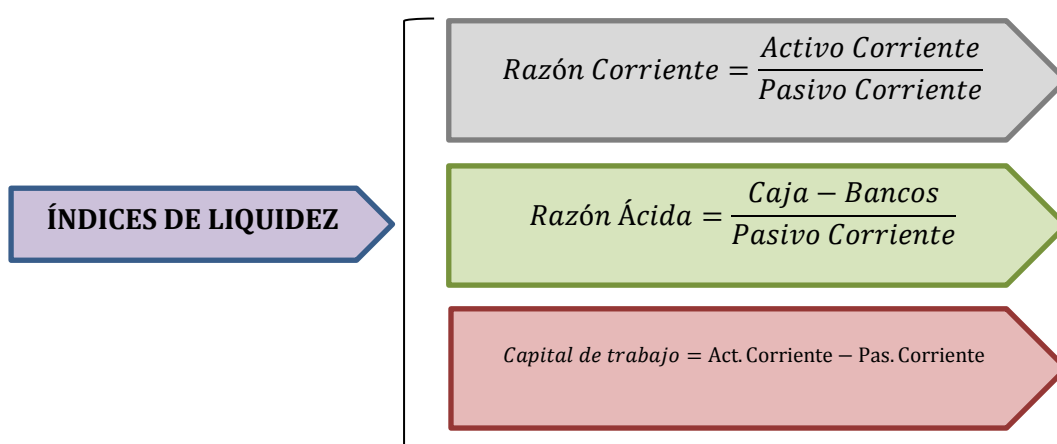 ÍNDICES DE LIQUIDEZ
Razón Corriente = Activo Corriente / Pasivo Corriente
Razón Ácida = Caja − Bancos / Pasivo Corriente
Capital de trabajo = Act. Corriente − Pas. Corriente